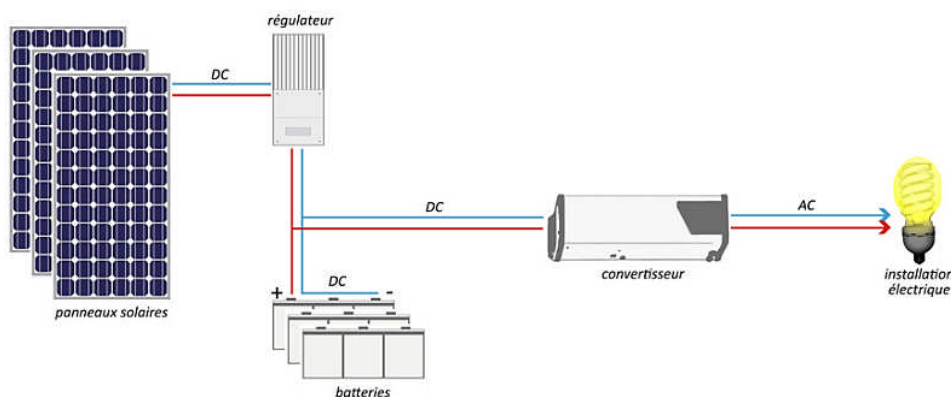 régulateur
DC
panneaux solaires
DC
AC
convertisseur
installation
électrique
DC
+ -
batteries